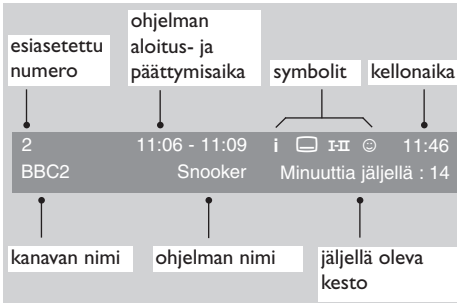 esiasetettu
numero
ohjelman
aloitus- ja
päättymisaika
symbolit
kellonaika
2 11:06 - 11:09 i I-II ☺ 11:46
BBC2 Snooker Minuuttia jäljellä : 14
kanavan nimi
ohjelman nimi
jäljellä oleva
kesto